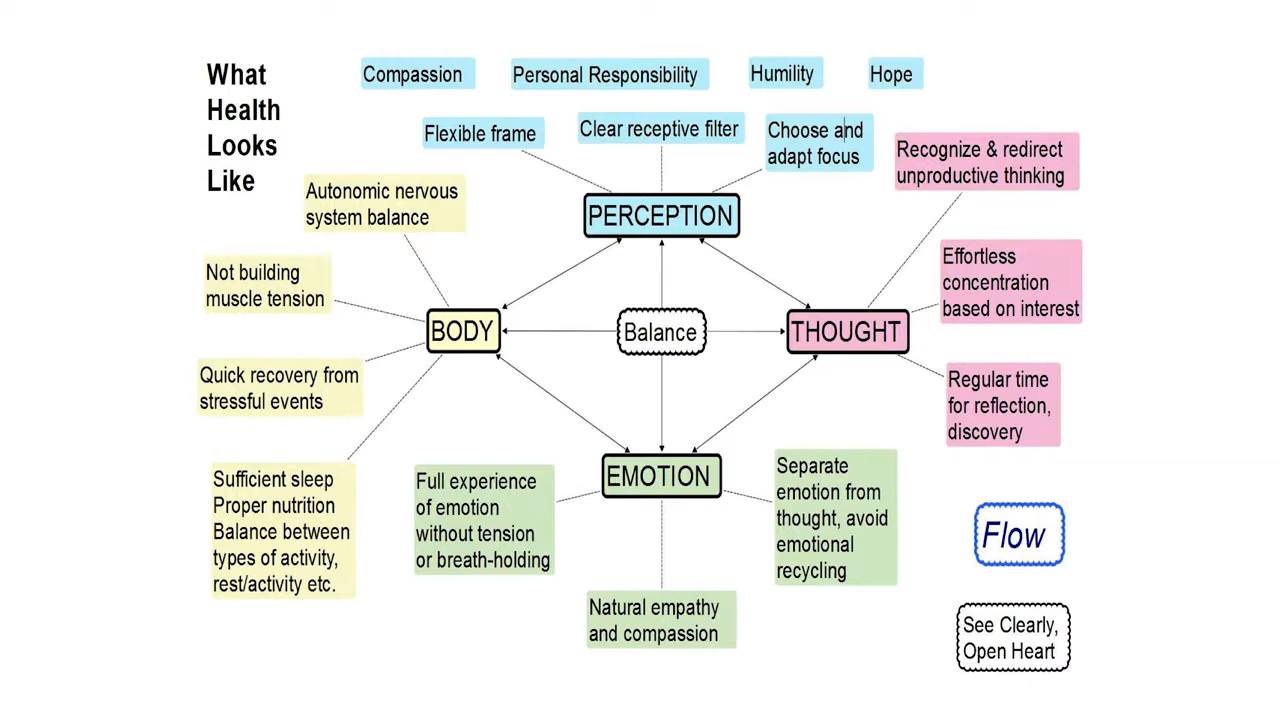 What
Health
Looks
Like
Compassion
Personal Responsibility
Humility
Hope
Flexible frame
Clear receptive filter
Choose and
adapt focus
Recognize & redirect
unproductive thinking
Autonomic nervous
system balance
PERCEPTION
Not building
muscle tension
Effortless
concentration
based on interest
BODY
Balance
THOUGHT
Quick recovery from
stressful events
Regular time
for reflection,
discovery
EMOTION
Sufficient sleep
Proper nutrition
Balance between
types of activity,
rest/activity etc.
Full experience
of emotion
without tension
or breath-holding
Separate
emotion from
thought, avoid
emotional
recycling
Natural empathy
and compassion
Flow
See Clearly,
Open Heart